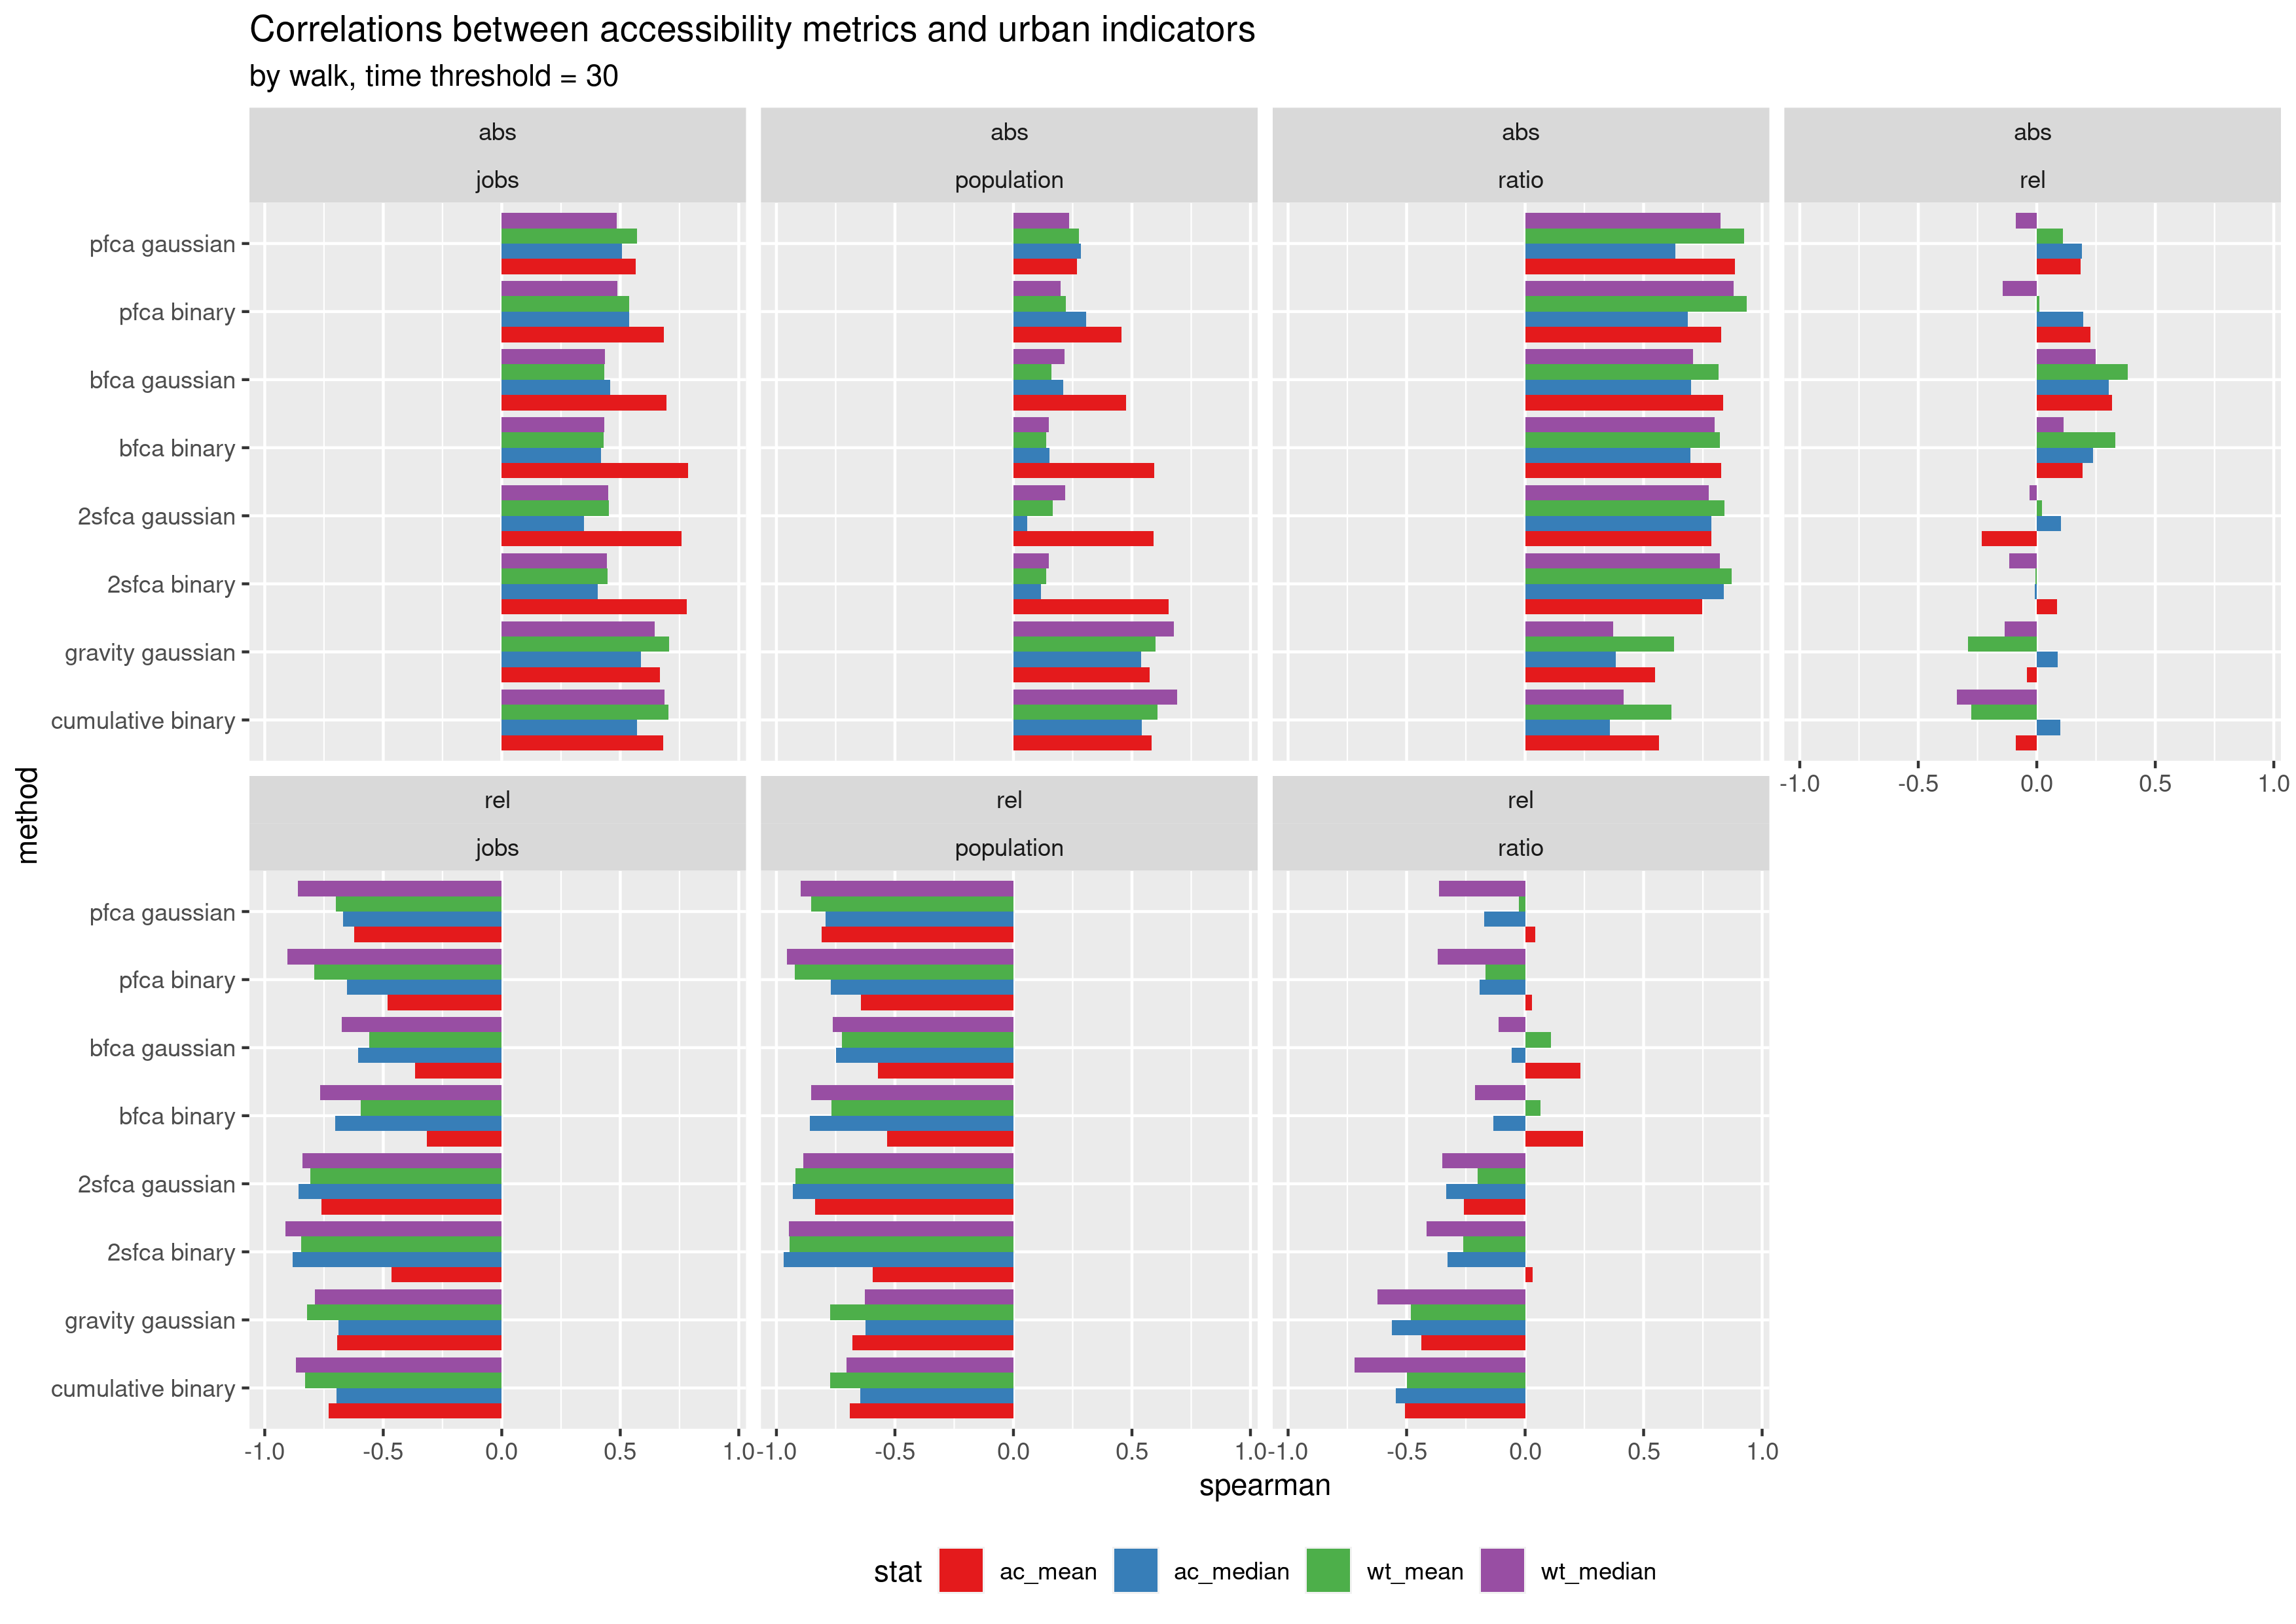 Correlations between accessibility metrics and urban indicators
by walk, time threshold = 30
abs abs abs abs
jobs population ratio rel
pfca gaussian
pfca binary
bfca gaussian
bfca binary
2sfca gaussian
2sfca binary
gravity gaussian
cumulative binary
-1.0 -0.5 0.0 0.5 1.0
method
rel rel rel
jobs population ratio
pfca gaussian
pfca binary
bfca gaussian
bfca binary
2sfca gaussian
2sfca binary
gravity gaussian
cumulative binary
-1.0 -0.5 0.0 0.5 1.0 -1.0 -0.5 0.0 0.5 1.0 -1.0 -0.5 0.0 0.5 1.0
spearman
stat ac_mean ac_median wt_mean wt_median